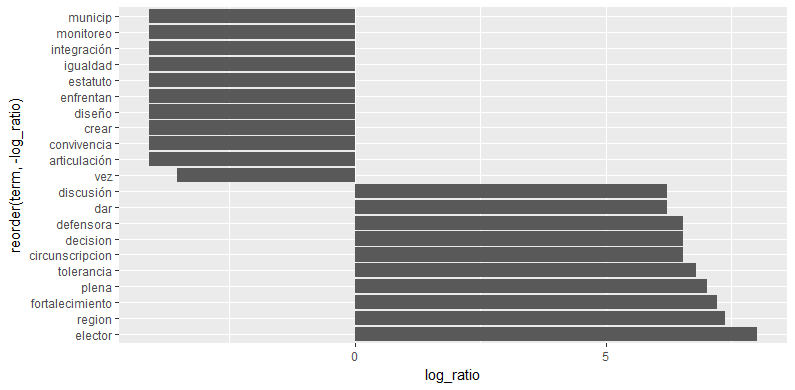 municip
monitoreo
integración
igualdad
estatuto
enfrentan
diseño
crear
convivencia
articulación
vez
discusión
dar
defensora
decision
circunscripcion
tolerancia
plena
fortalecimiento
region
elector
reorder(term, -log_ratio)
0 5
log_ratio